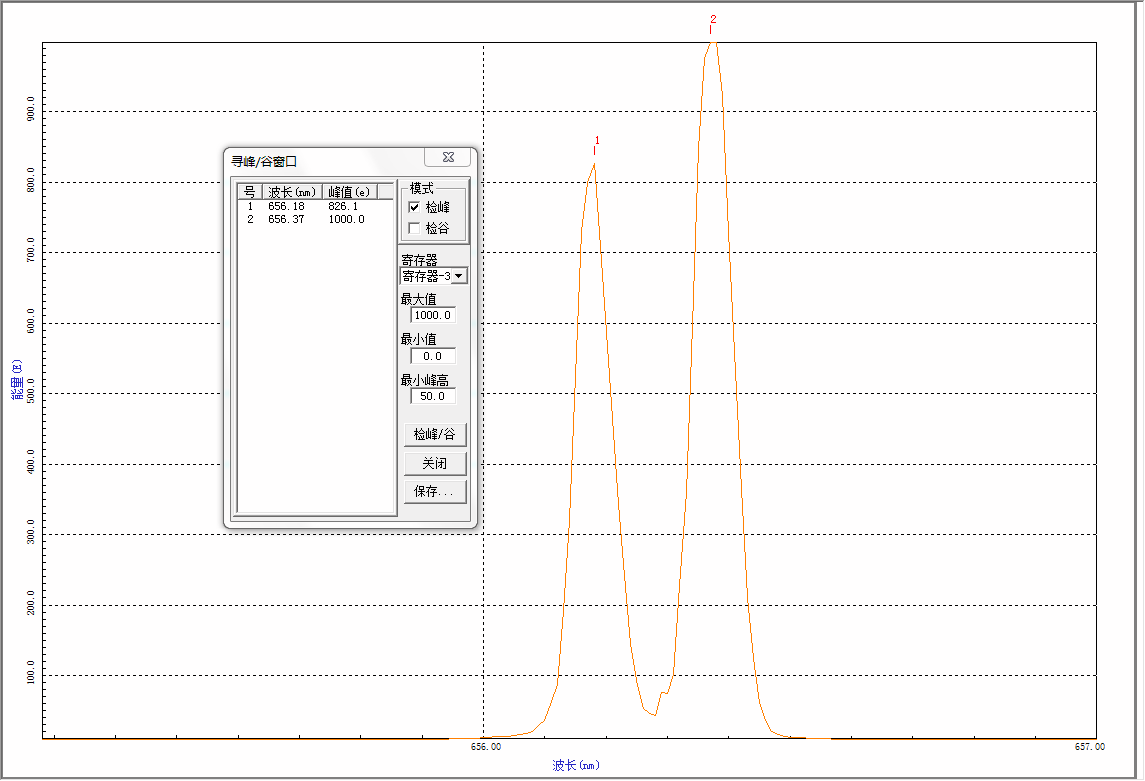 2
1
900.0
800.0
700.0
600.0
500.0
400.0
300.0
200.0
100.0
能量(E)
寻峰/谷窗口
号 波长(nm) 峰值(e)
1 656.18 826.1
2 656.37 1000.0
模式
检峰
检谷
寄存器
寄存器-3
最大值
1000.0
最小值
0.0
最小峰高
50.0
检峰/谷
关闭
保存...
656.00 657.00
波长(nm)